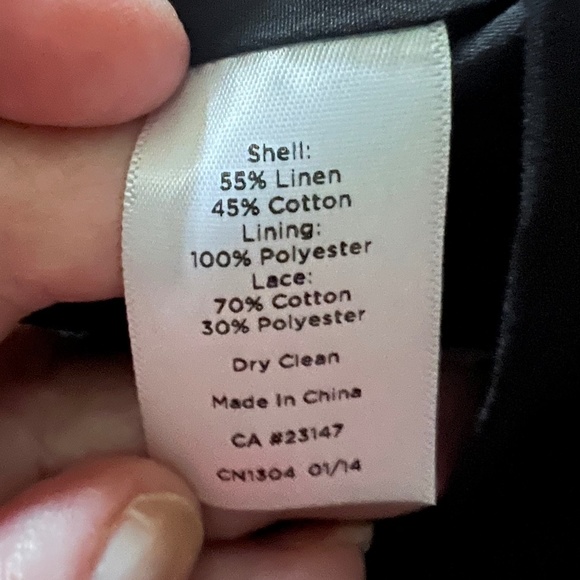 Shell:
55% Linen
45% Cotton
Lining:
100% Polyester
Lace:
70% Cotton
30% Polyester
Dry Clean
Made In China
CA #23147
CN1304 01/14